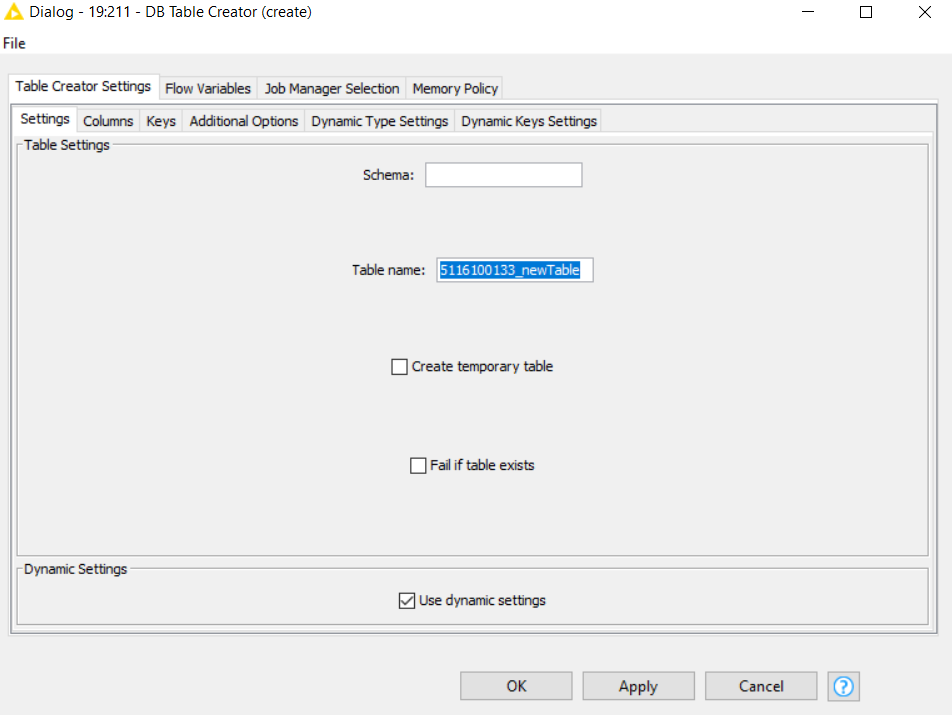 Dialog - 19:211 - DB Table Creator (create)
File
Table Creator Settings Flow Variables Job Manager Selection Memory Policy
Settings Columns Keys Additional Options Dynamic Type Settings Dynamic Keys Settings
Table Settings
Schema:
Table name: 5116100133_newTable
Create temporary table
Fail if table exists
Dynamic Settings
Use dynamic settings
OK Apply Cancel ?